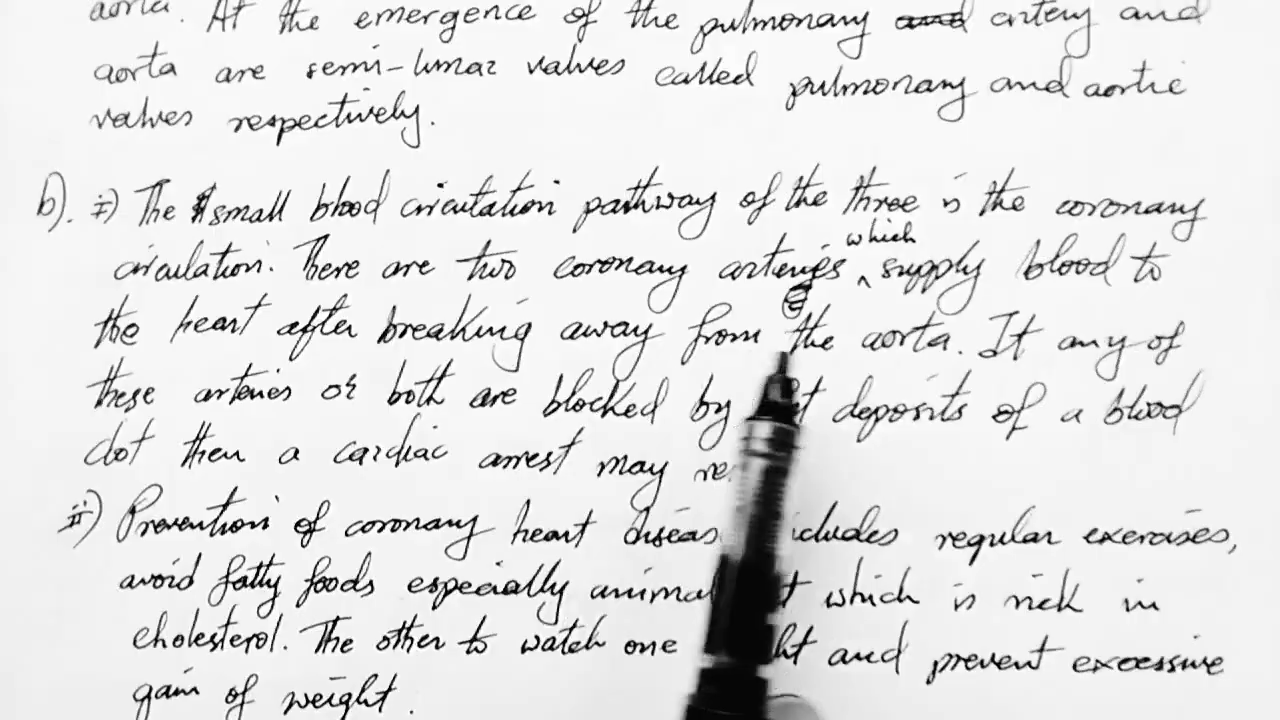 aorta. At the emergence of the pulmonary and artery and
aorta are semi-lunar valves called pulmonary and aortic
valves respectively.
b). i) The small blood circulation pathway of the three is the coronary
circulation. There are two coronary arteries which supply blood to
the heart after breaking away from the aorta. If any of
these arteries or both are blocked by deposits of a blood
clot then a cardiac arrest may
ii) Prevention of coronary heart regular exercises,
avoid fatty foods especially which is rich in
cholesterol. The other to watch one and prevent excessive
gain of weight.